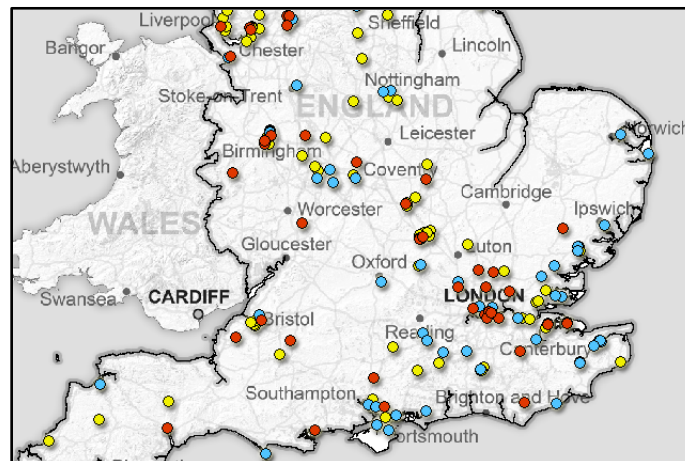 Liverpool
Sheffield
Bangor
Chester
Lincoln
Nottingham
Stoke-on-Trent
ENGLAND
Norwich
Leicester
Birmingham
Aberystwyth
Coventry
Cambridge
Worcester
Ipswich
WALES
Gloucester
Luton
Oxford
Swansea
CARDIFF
LONDON
Bristol
Reading
Canterbury
Southampton
Brighton and Hove
Portsmouth